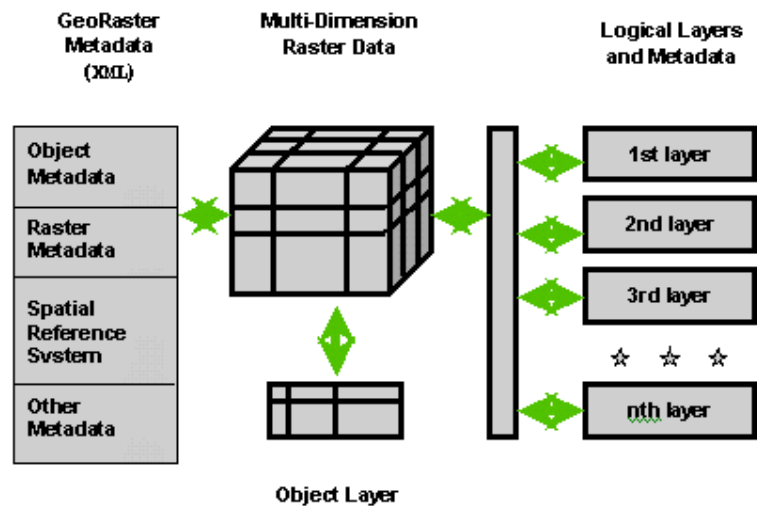 GeoRaster
Metadata
(XML)
Multi-Dimension
Raster Data
Logical Layers
and Metadata
Object
Metadata
Raster
Metadata
Spatial
Reference
System
Other
Metadata
1st layer
2nd layer
3rd layer
nth layer
Object Layer